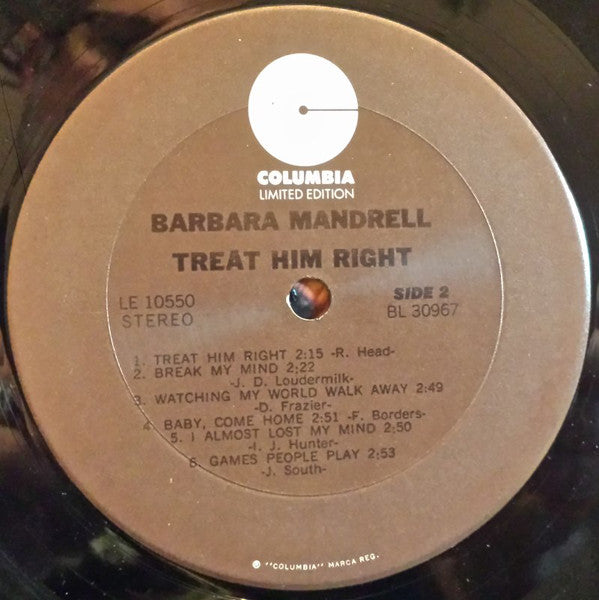 COLUMBIA
LIMITED EDITION
BARBARA MANDRELL
TREAT HIM RIGHT
LE 10550
STEREO
SIDE 2
BL 30967
1. TREAT HIM RIGHT 2:15 -R. Head-
2. BREAK MY MIND 2:22
-J. D. Loudermilk-
3. WATCHING MY WORLD WALK AWAY 2:49
-D. Frazier-
4. BABY, COME HOME 2:51 -F. Borders-
5. I ALMOST LOST MY MIND 2:50
-I. J. Hunter-
6. GAMES PEOPLE PLAY 2:53
-J. South-
"COLUMBIA" MARCA REG.